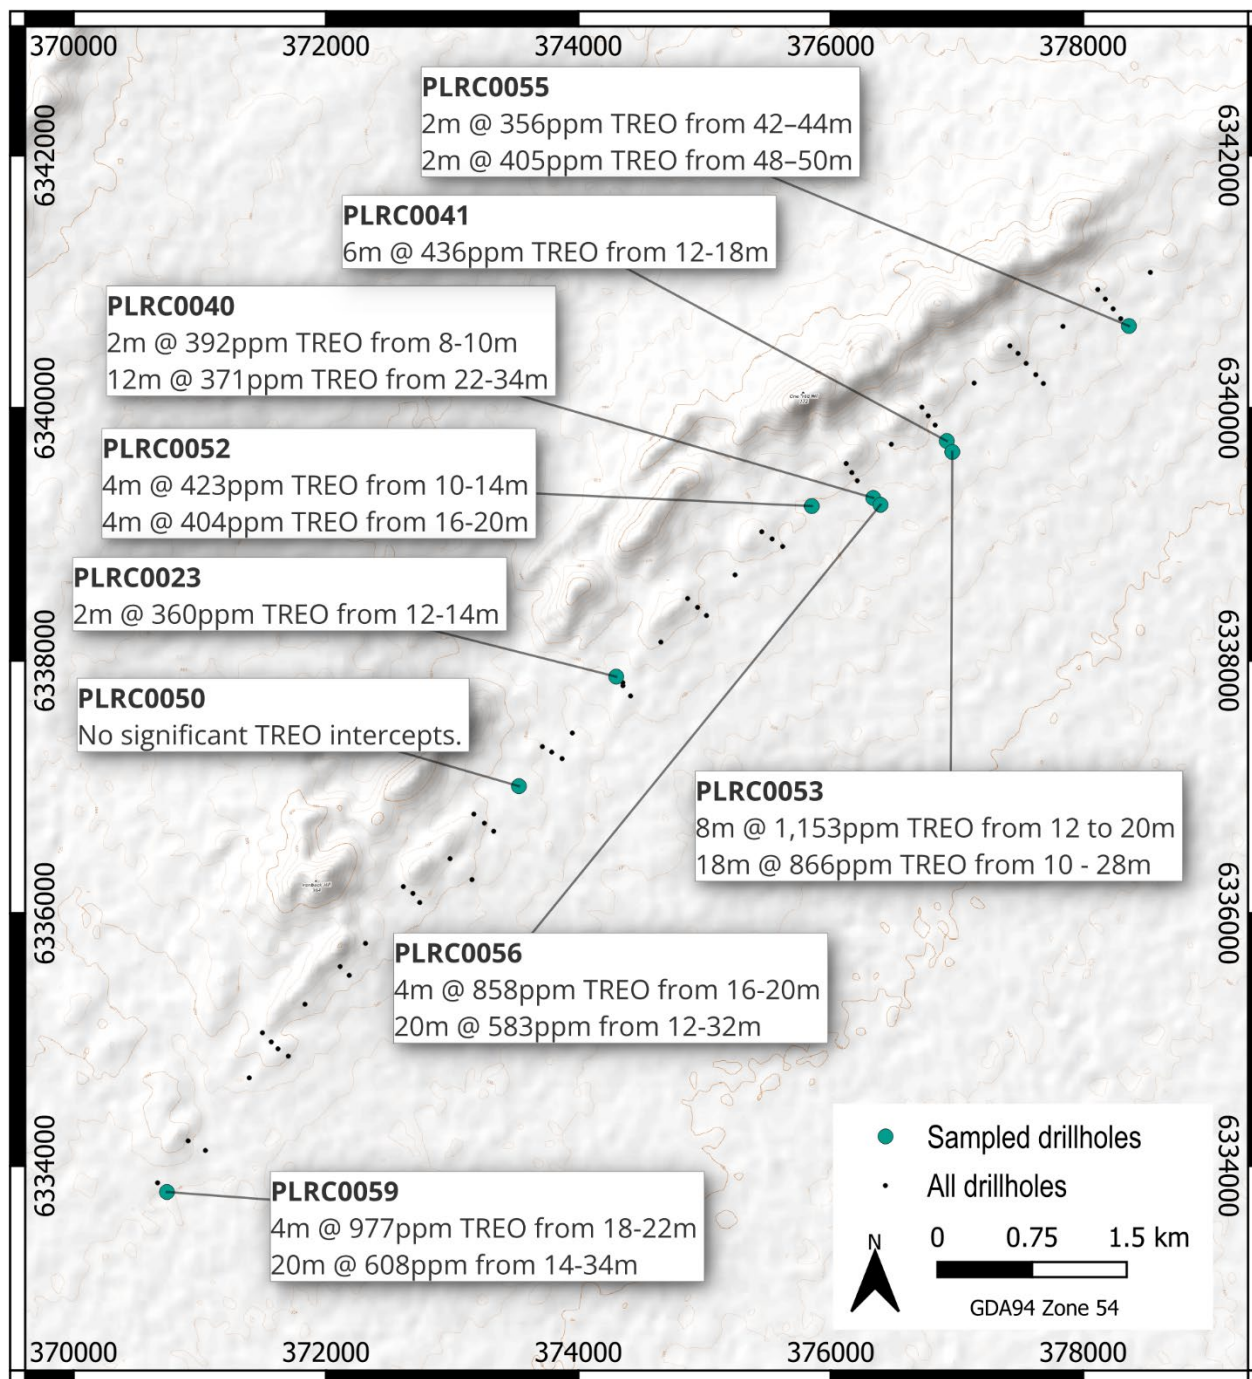 370000 372000 374000 376000 378000
PLRC0055
2m @ 356ppm TREO from 42–44m
2m @ 405ppm TREO from 48–50m
6342000 6342000
PLRC0041
6m @ 436ppm TREO from 12-18m
PLRC0040
2m @ 392ppm TREO from 8-10m
12m @ 371ppm TREO from 22-34m
6340000 6340000
PLRC0052
4m @ 423ppm TREO from 10-14m
4m @ 404ppm TREO from 16-20m
PLRC0023
2m @ 360ppm TREO from 12-14m
6338000 6338000
PLRC0050
No significant TREO intercepts.
PLRC0053
8m @ 1,153ppm TREO from 12 to 20m
18m @ 866ppm TREO from 10 - 28m
6336000 6336000
PLRC0056
4m @ 858ppm TREO from 16-20m
20m @ 583ppm from 12-32m
6334000 6334000
PLRC0059
4m @ 977ppm TREO from 18-22m
20m @ 608ppm from 14-34m
Sampled drillholes
All drillholes
N
0 0.75 1.5 km
GDA94 Zone 54
370000 372000 374000 376000 378000